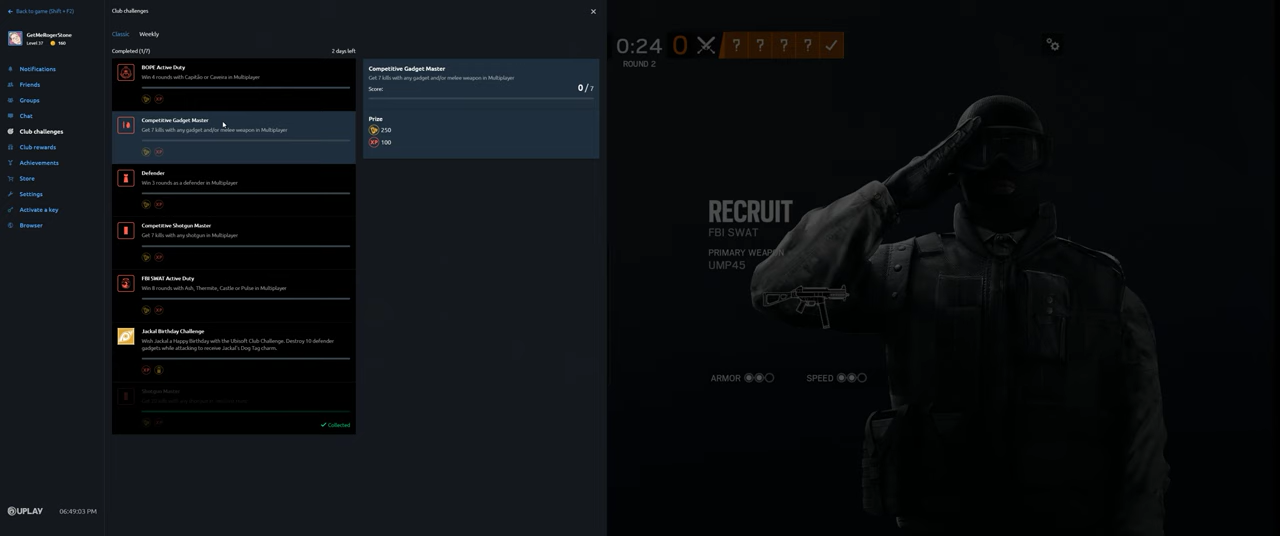 Back to game (Shift + F2)
GetMeRogerStone
Level 37 160
Notifications
Friends
Groups
Chat
Club challenges
Club rewards
Achievements
Store
Settings
Activate a key
Browser
UPLAY 06:49:03 PM
Club challenges
Classic Weekly
Completed (1/7) 2 days left
BOPE Active Duty
Win 4 rounds with Capitão or Caveira in Multiplayer
XP
Competitive Gadget Master
Get 7 kills with any gadget and/or melee weapon in Multiplayer
XP
Defender
Win 3 rounds as a defender in Multiplayer
XP
Competitive Shotgun Master
Get 7 kills with any shotgun in Multiplayer
XP
FBI SWAT Active Duty
Win 8 rounds with Ash, Thermite, Castle or Pulse in Multiplayer
XP
Jackal Birthday Challenge
Wish Jackal a Happy Birthday with the Ubisoft Club Challenge. Destroy 10 defender
gadgets while attacking to receive Jackal's Dog Tag charm.
XP
Shotgun Master
Collected
Competitive Gadget Master
Get 7 kills with any gadget and/or melee weapon in Multiplayer
Score: 0 / 7
Prize
250
XP 100
0:24 0 ? ? ? ?
ROUND 2
RECRUIT
FBI SWAT
PRIMARY WEAPON
UMP45
ARMOR SPEED